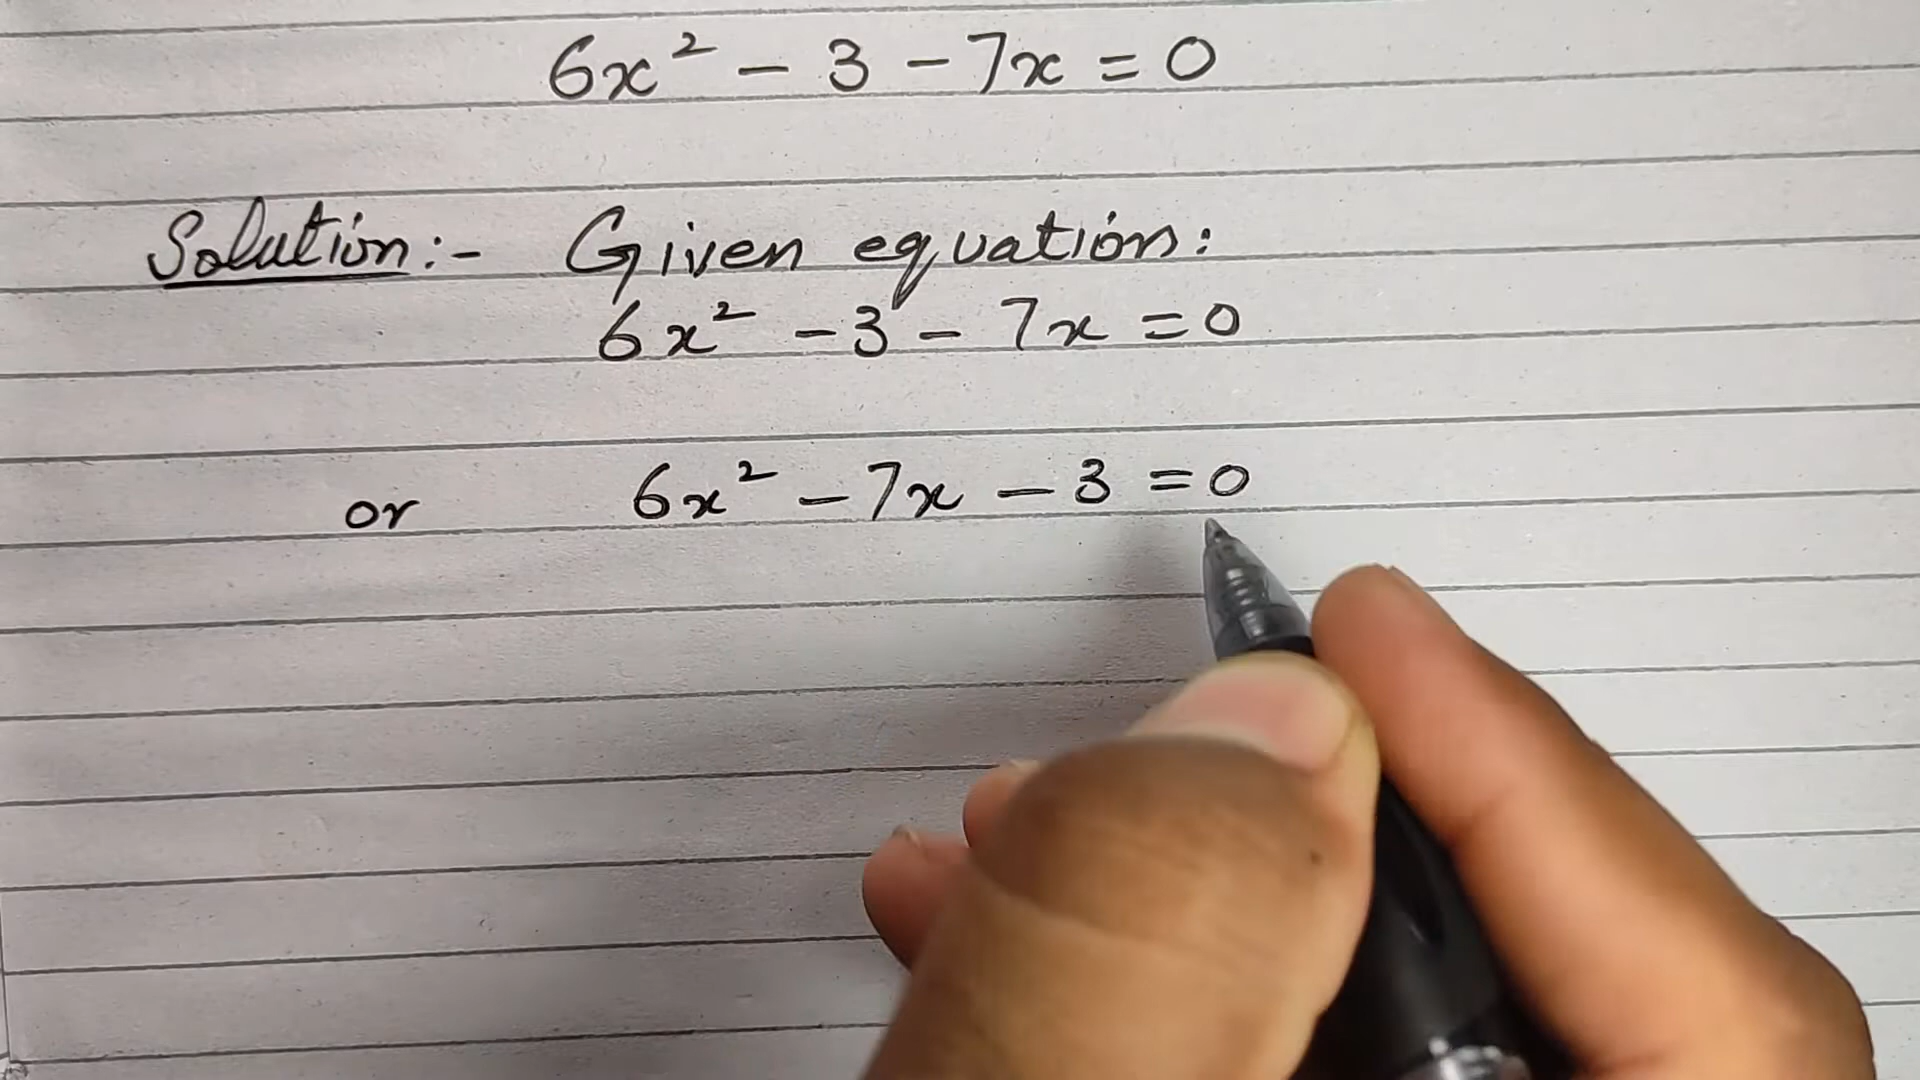 6x² - 3 - 7x = 0
Solution:- Given equation:
6x² - 3 - 7x = 0
or 6x² - 7x - 3 = 0